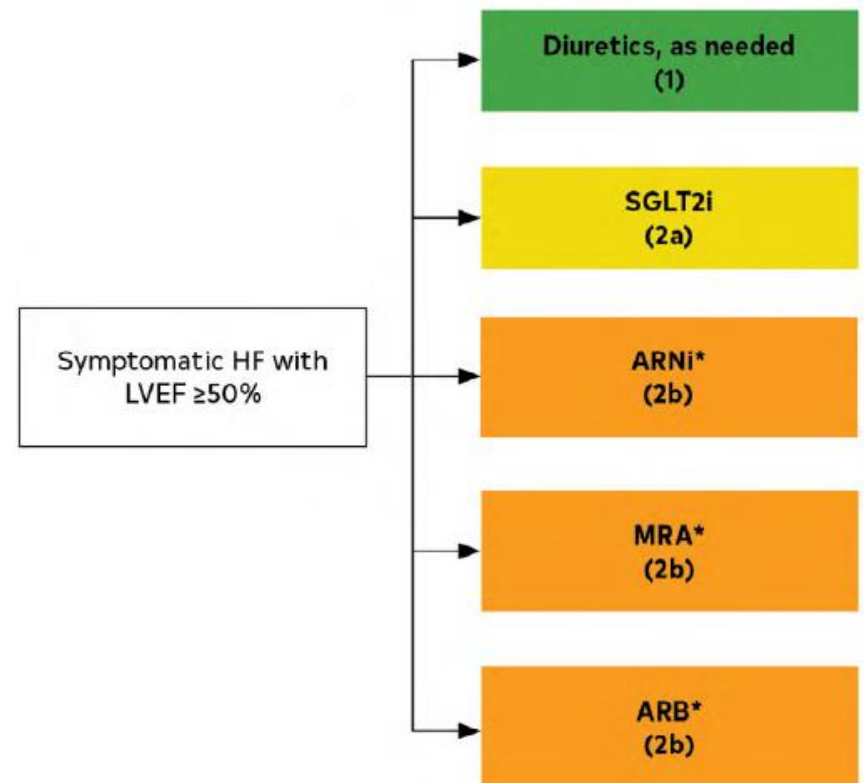 Diuretics, as needed
(1)
SGLT2i
(2a)
Symptomatic HF with
LVEF ≥50%
ARNi*
(2b)
MRA*
(2b)
ARB*
(2b)